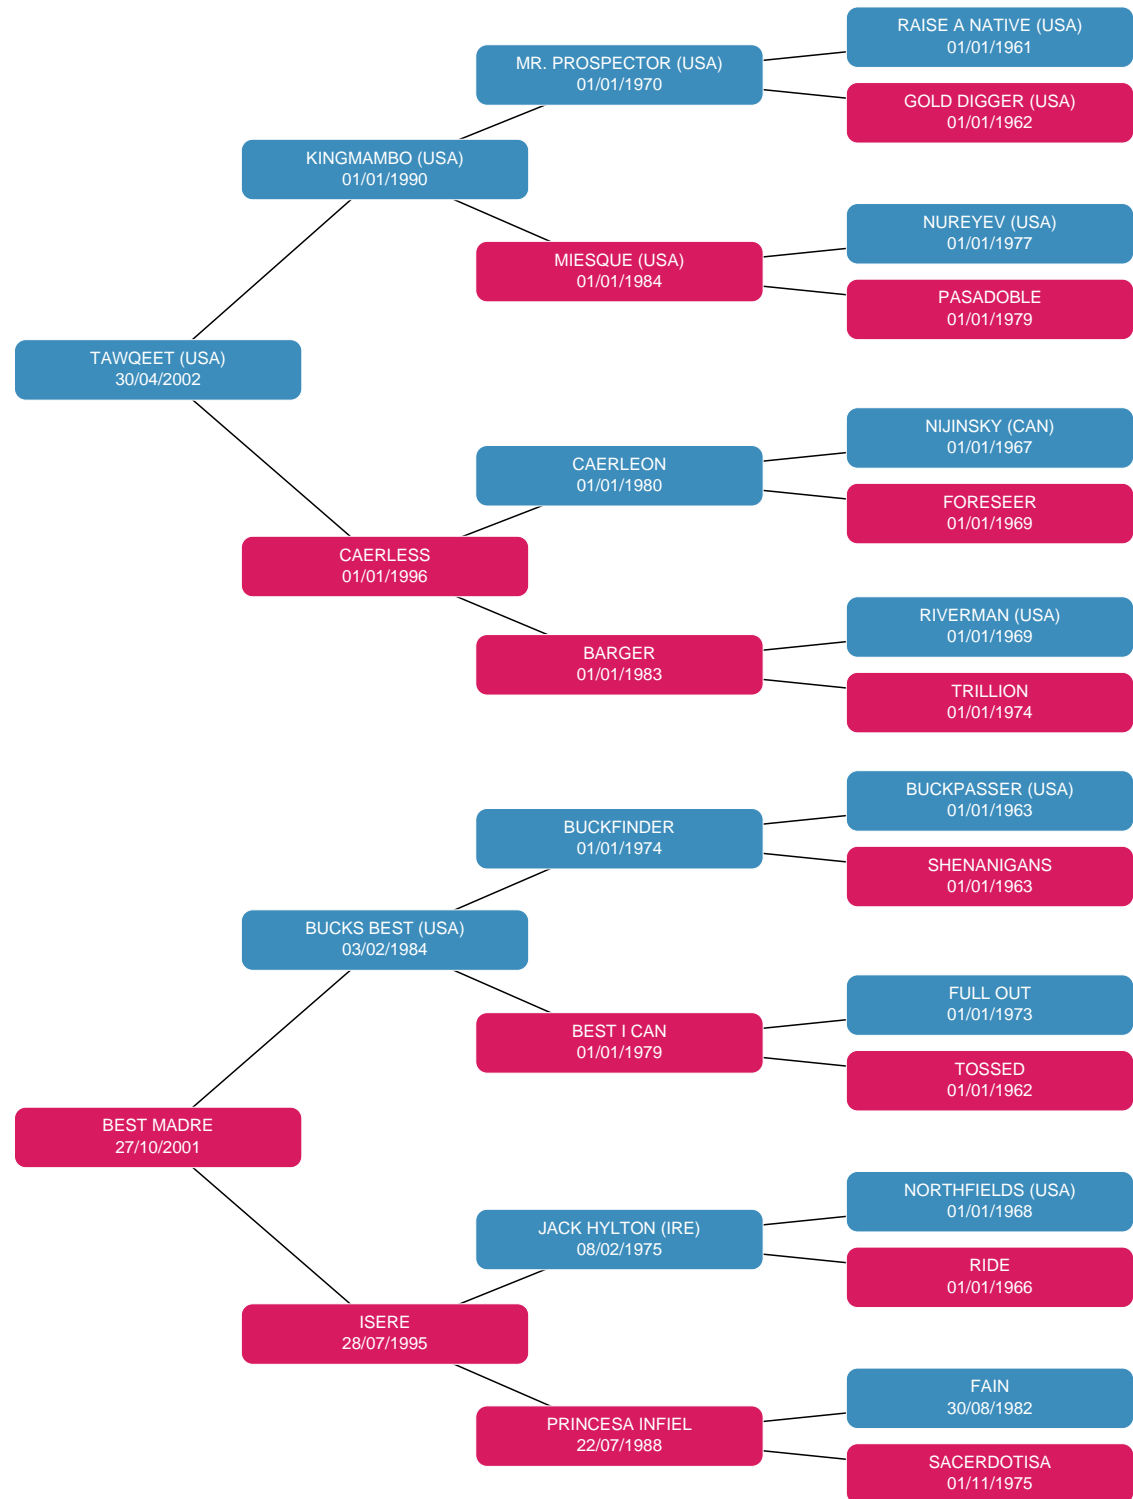 RAISE A NATIVE (USA)
01/01/1961
MR. PROSPECTOR (USA)
01/01/1970
GOLD DIGGER (USA)
01/01/1962
KINGMAMBO (USA)
01/01/1990
NUREYEV (USA)
01/01/1977
MIESQUE (USA)
01/01/1984
PASADOBLE
01/01/1979
TAWQEET (USA)
30/04/2002
NIJINSKY (CAN)
01/01/1967
CAERLEON
01/01/1980
FORESEER
01/01/1969
CAERLESS
01/01/1996
RIVERMAN (USA)
01/01/1969
BARGER
01/01/1983
TRILLION
01/01/1974
BUCKPASSER (USA)
01/01/1963
BUCKFINDER
01/01/1974
SHENANIGANS
01/01/1963
BUCKS BEST (USA)
03/02/1984
FULL OUT
01/01/1973
BEST I CAN
01/01/1979
TOSSED
01/01/1962
BEST MADRE
27/10/2001
NORTHFIELDS (USA)
01/01/1968
JACK HYLTON (IRE)
08/02/1975
RIDE
01/01/1966
ISERE
28/07/1995
FAIN
30/08/1982
PRINCESA INFIEL
22/07/1988
SACERDOTISA
01/11/1975